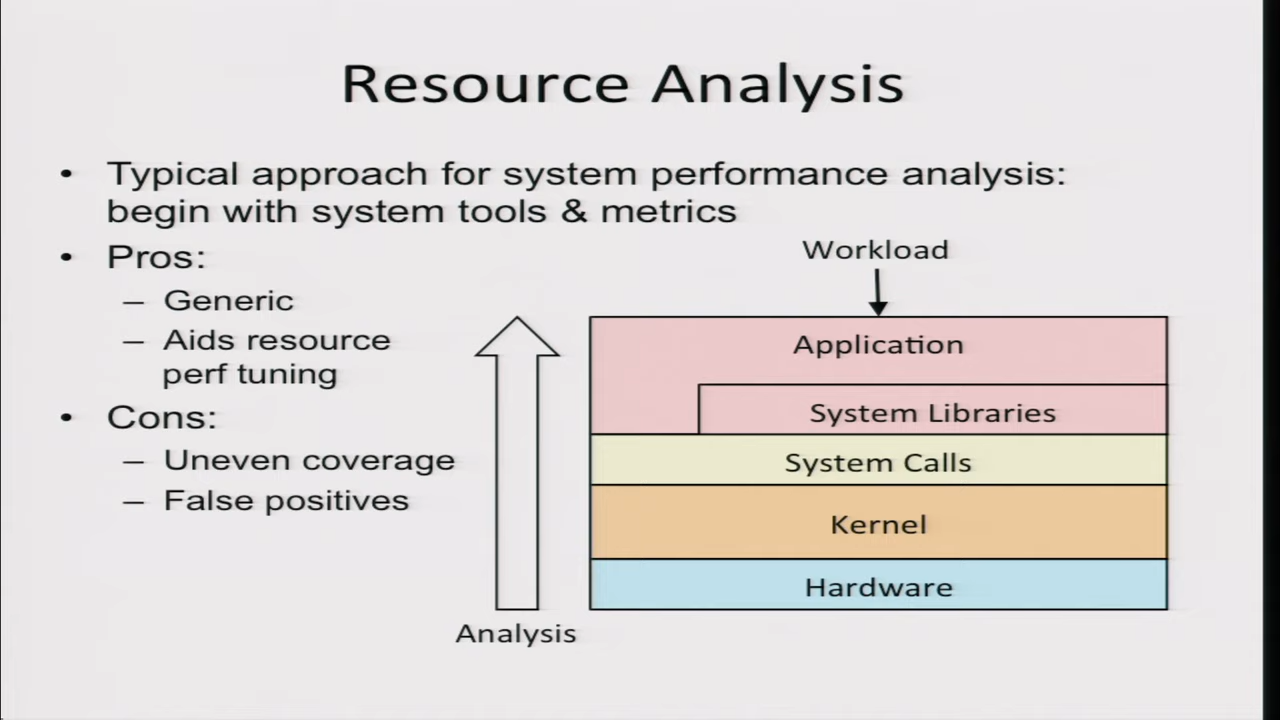 Resource Analysis
• Typical approach for system performance analysis:
begin with system tools & metrics
• Pros:
– Generic
– Aids resource
perf tuning
• Cons:
– Uneven coverage
– False positives
Workload
Application
System Libraries
System Calls
Kernel
Hardware
Analysis